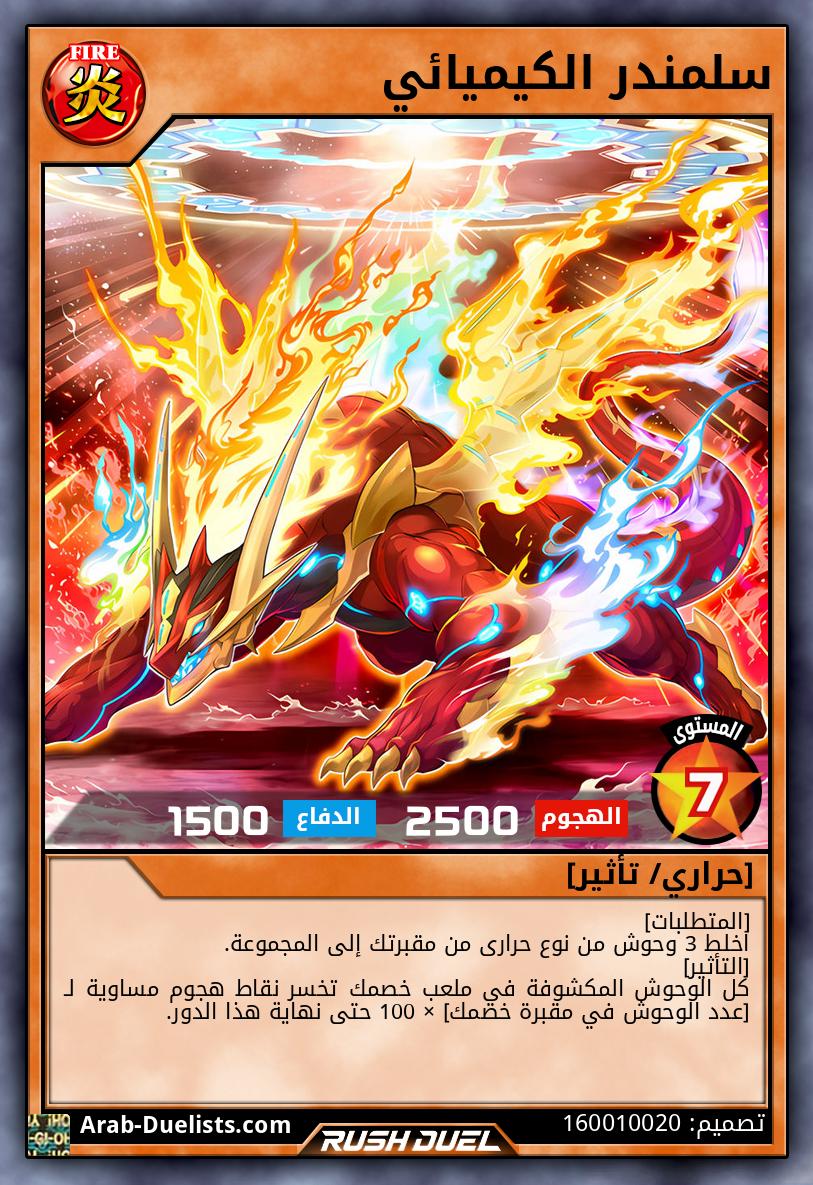 FIRE
炎
سلمندر الكيميائي
المستوى
7
الهجوم 2500 الدفاع 1500
[حراري/ تأثير]
[المتطلبات]
اخلط 3 وحوش من نوع حرارى من مقبرتك إلى المجموعة.
[التأثير]
كل الوحوش المكشوفة في ملعب خصمك تخسر نقاط هجوم مساوية لـ
[عدد الوحوش في مقبرة خصمك] × 100 حتى نهاية هذا الدور.
تصميم: 160010020
RUSH DUEL
Arab-Duelists.com